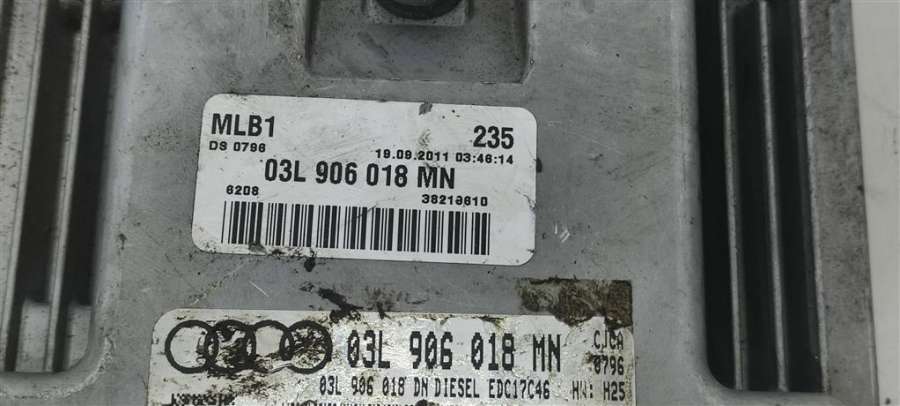 MLB1 235
DS 0796 19.09.2011 03:46:14
03L 906 018 MN
6208 38219610
03L 906 018 MN CJCA
0796
03L 906 018 DN DIESEL EDC17C46 HW: H25